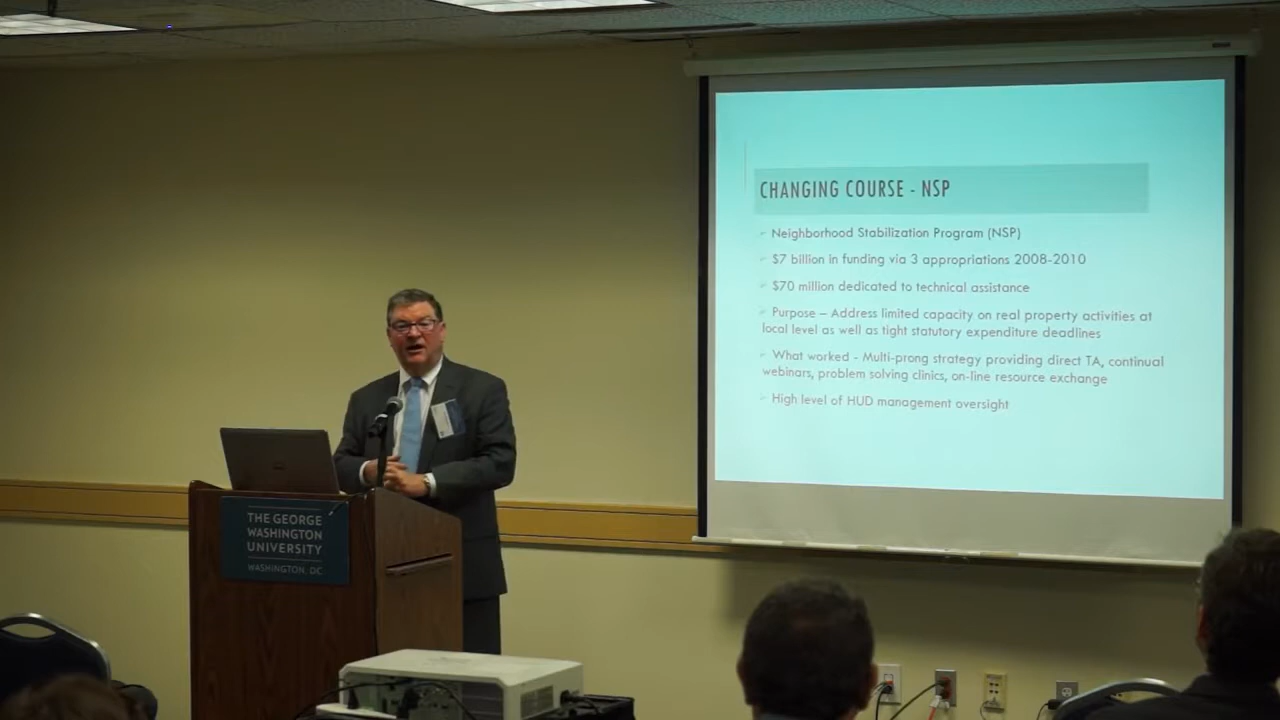 CHANGING COURSE - NSP
Neighborhood Stabilization Program (NSP)
$7 billion in funding via 3 appropriations 2008-2010
$70 million dedicated to technical assistance
Purpose – Address limited capacity on real property activities at
local level as well as tight statutory expenditure deadlines
What worked - Multi-prong strategy providing direct TA, continual
webinars, problem solving clinics, on-line resource exchange
High level of HUD management oversight
THE GEORGE
WASHINGTON
UNIVERSITY
WASHINGTON, DC